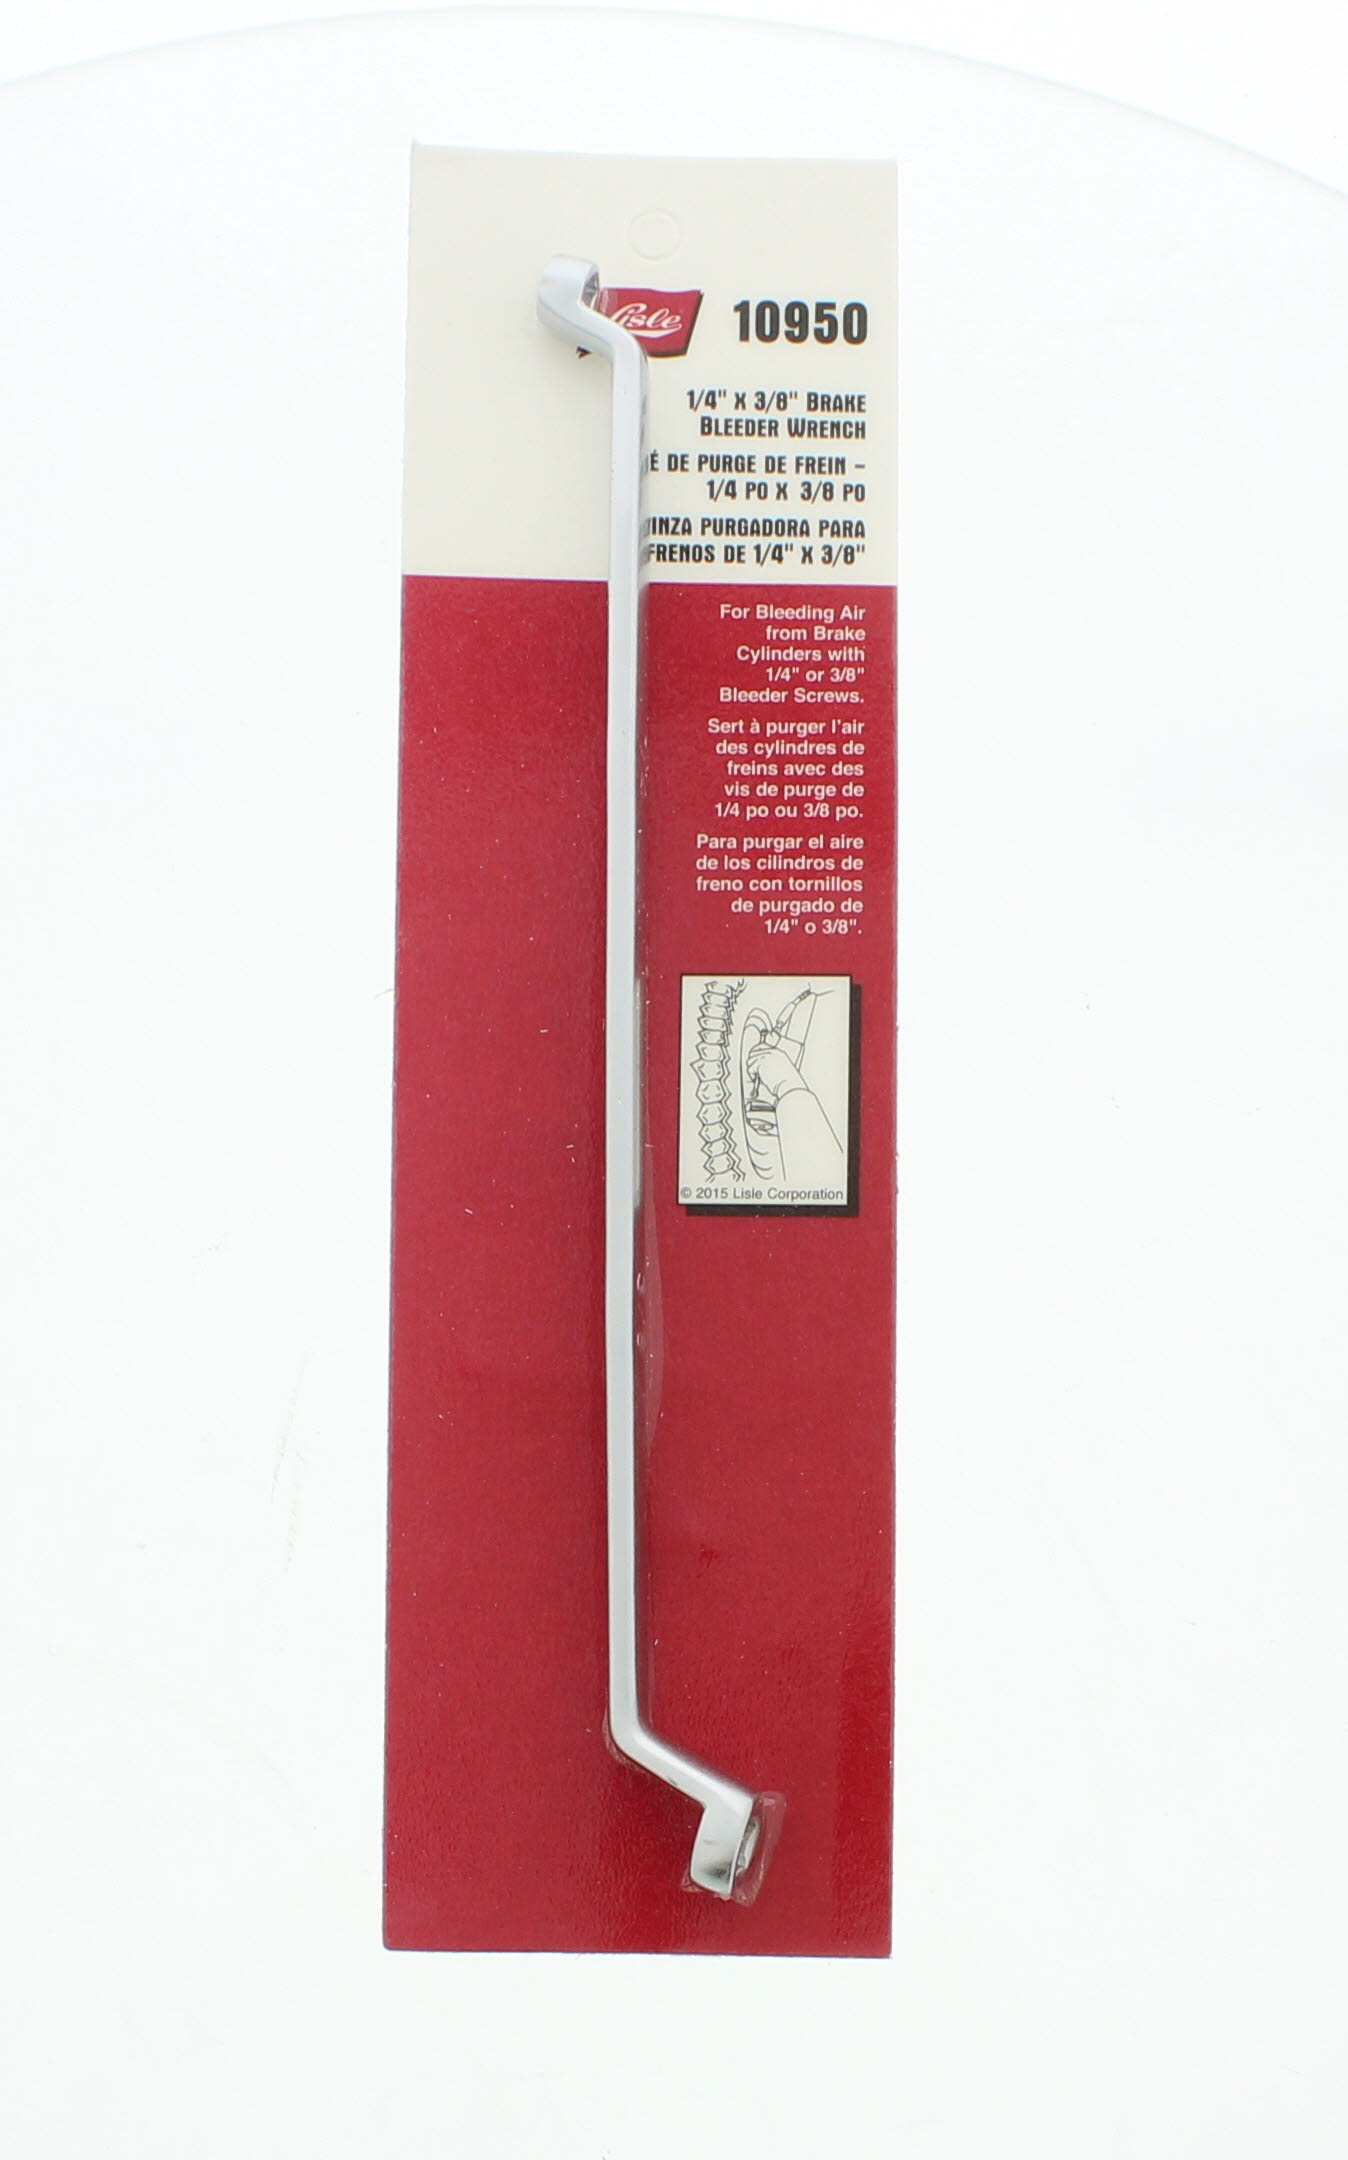 Lisle
10950
1/4" X 3/8" BRAKE
BLEEDER WRENCH
DE PURGE DE FREIN –
1/4 PO X 3/8 PO
PURGADORA PARA
FRENOS DE 1/4" X 3/8"
For Bleeding Air
from Brake
Cylinders with
1/4" or 3/8"
Bleeder Screws.
Sert à purger l'air
des cylindres de
freins avec des
vis de purge de
1/4 po ou 3/8 po.
Para purgar el aire
de los cilindros de
freno con tornillos
de purgado de
1/4" o 3/8".
© 2015 Lisle Corporation